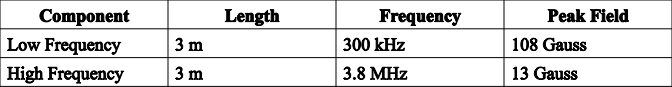 Component Length Frequency Peak Field
Low Frequency 3 m 300 kHz 108 Gauss
High Frequency 3 m 3.8 MHz 13 Gauss